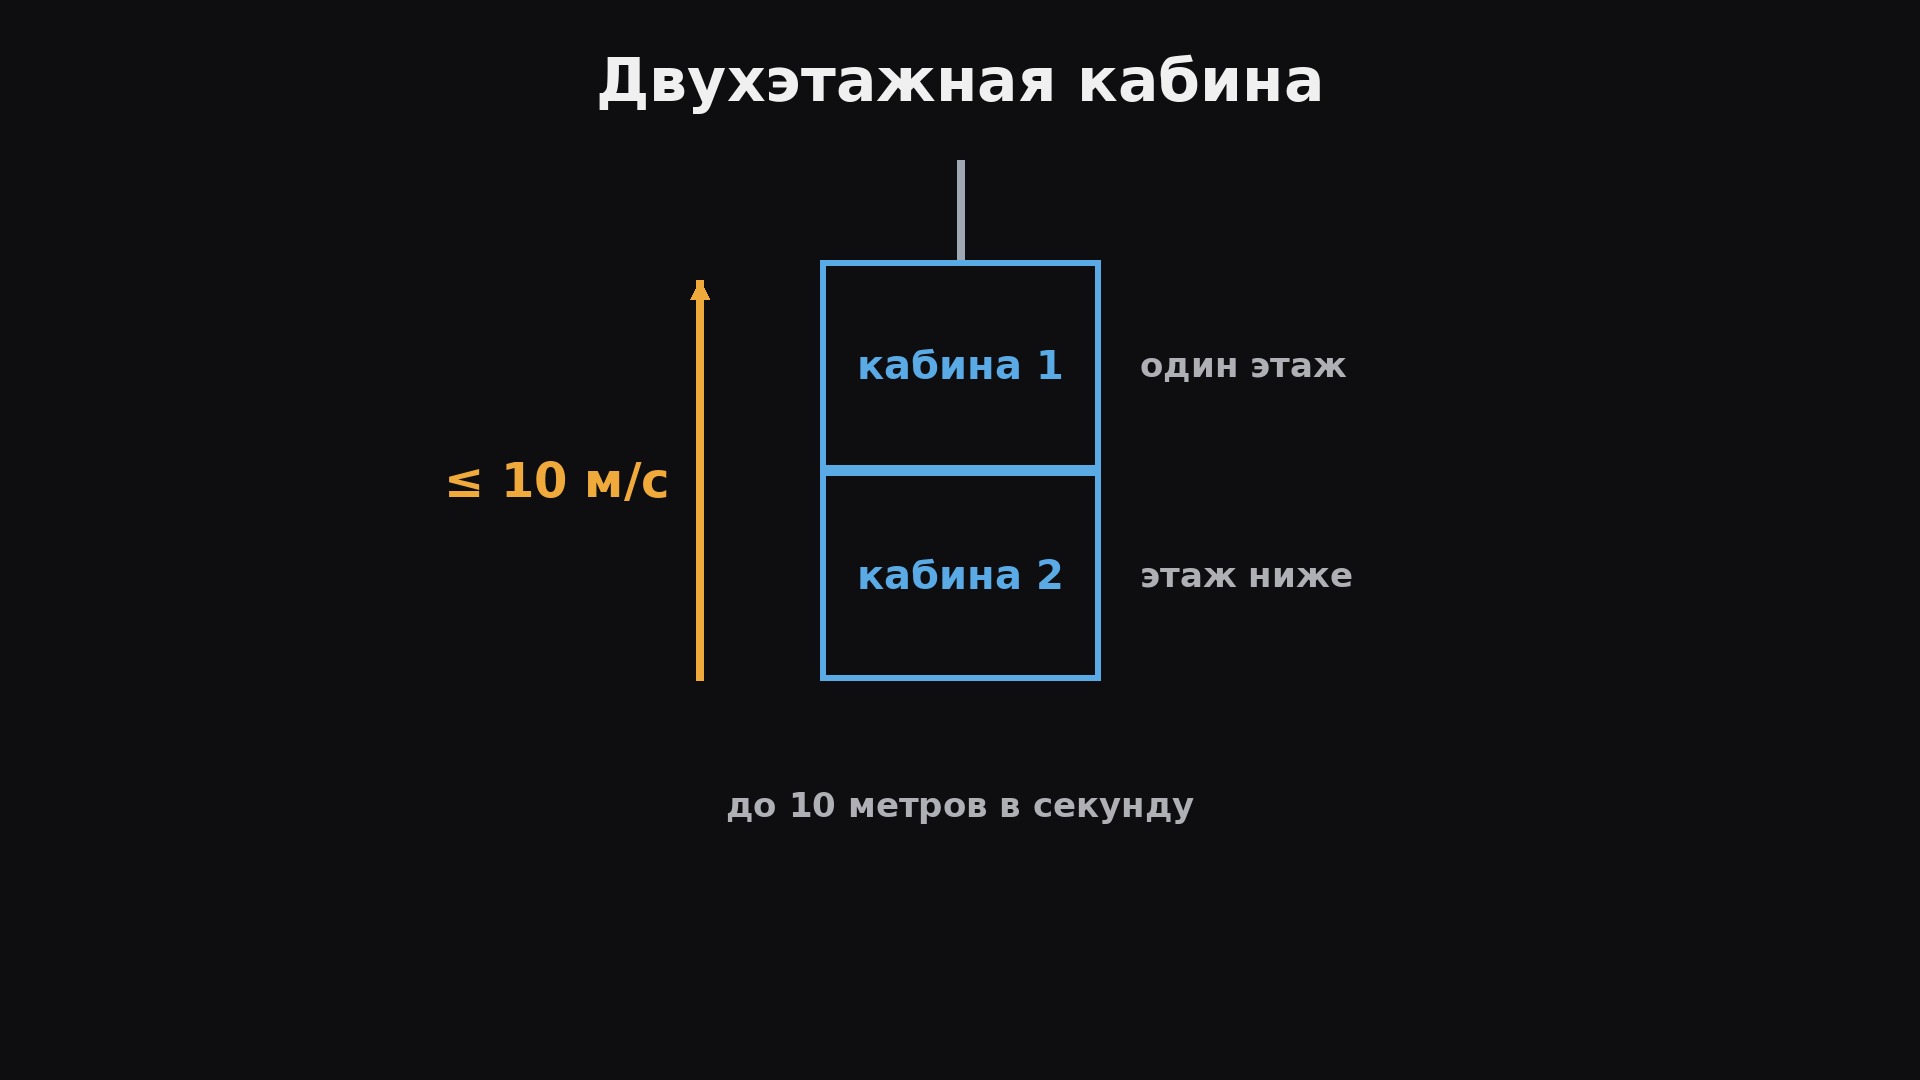 Двухэтажная кабина
кабина 1
один этаж
≤ 10 м/с
кабина 2
этаж ниже
до 10 метров в секунду